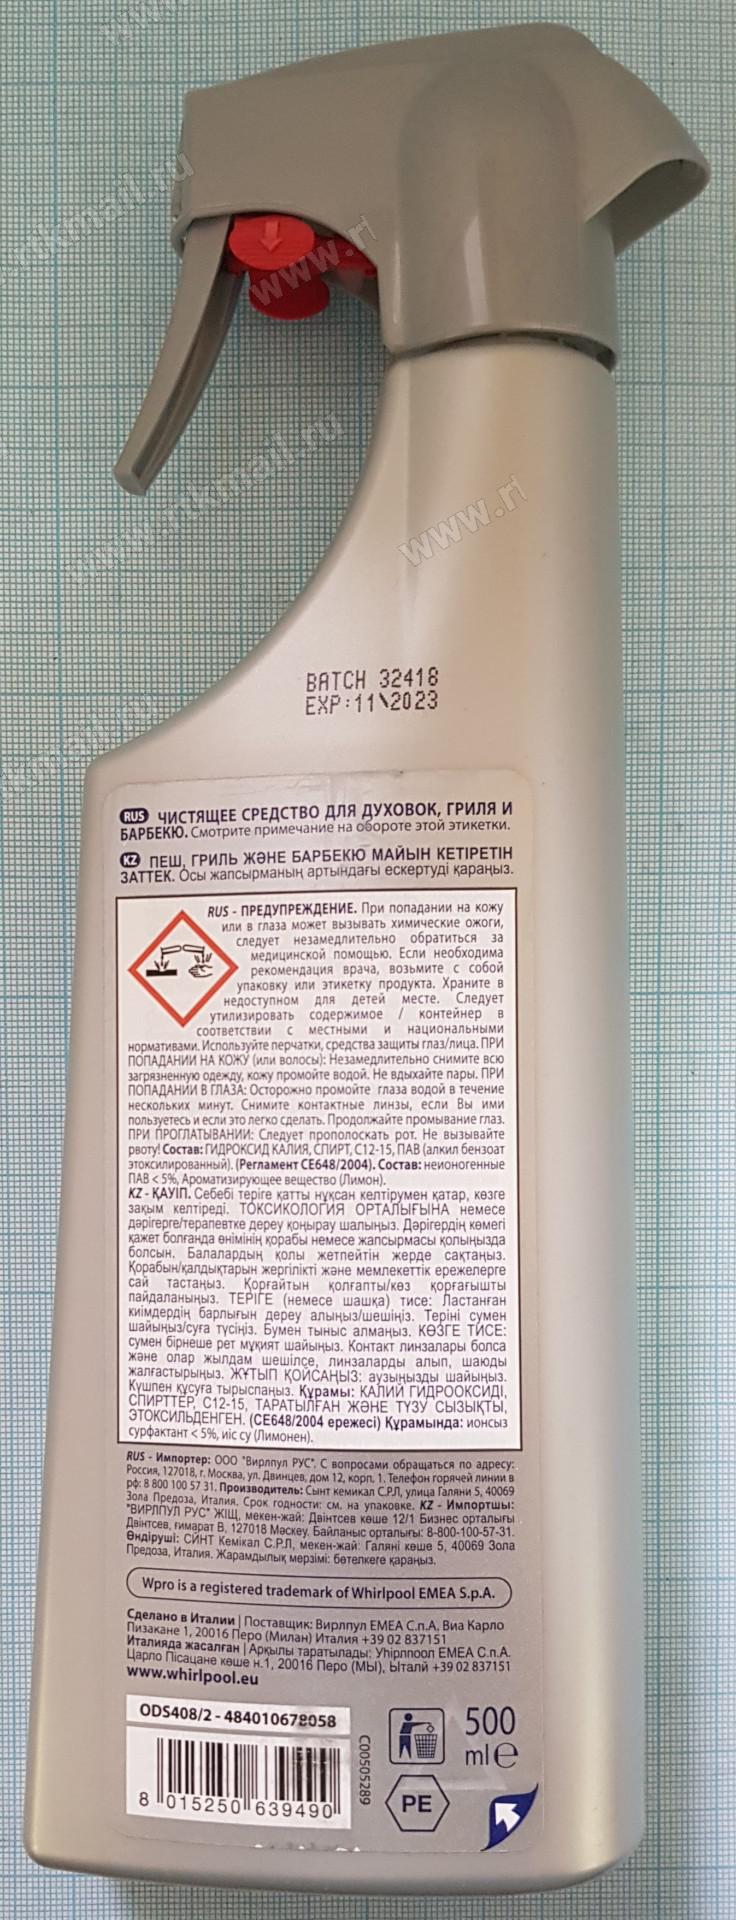 BATCH 32418
EXP:11\2023
RUS ЧИСТЯЩЕЕ СРЕДСТВО ДЛЯ ДУХОВОК, ГРИЛЯ И
БАРБЕКЮ. Смотрите примечание на обороте этой этикетки.
KZ ПЕШ, ГРИЛЬ ЖӘНЕ БАРБЕКЮ МАЙЫН КЕТІРЕТІН
ЗАТТЕК. Осы жапсырманың артындағы ескертуді қараңыз.
RUS - ПРЕДУПРЕЖДЕНИЕ. При попадании на кожу
или в глаза может вызывать химические ожоги,
следует незамедлительно обратиться за
медицинской помощью. Если необходима
рекомендация врача, возьмите с собой
упаковку или этикетку продукта. Храните в
недоступном для детей месте. Следует
утилизировать содержимое / контейнер в
соответствии с местными и национальными
нормативами. Используйте перчатки, средства защиты глаз/лица. ПРИ
ПОПАДАНИИ НА КОЖУ (или волосы): Незамедлительно снимите всю
загрязненную одежду, кожу промойте водой. Не вдыхайте пары. ПРИ
ПОПАДАНИИ В ГЛАЗА: Осторожно промойте глаза водой в течение
нескольких минут. Снимите контактные линзы, если Вы ими
пользуетесь и если это легко сделать. Продолжайте промывание глаз.
ПРИ ПРОГЛАТЫВАНИИ: Следует прополоскать рот. Не вызывайте
рвоту! Состав: ГИДРОКСИД КАЛИЯ, СПИРТ, С12-15, ПАВ (алкил бензоат
этоксилированный). (Регламент СЕ648/2004). Состав: неионогенные
ПАВ < 5%, Ароматизирующее вещество (Лимон).
KZ - ҚАУІП. Себебі теріге қатты нұқсан келтірумен қатар, көзге
зақым келтіреді. ТОКСИКОЛОГИЯ ОРТАЛЫҒЫНА немесе
дәрігерге/терапевтке дереу қоңырау шалыңыз. Дәрігердің көмегі
қажет болғанда өнімінің қорабы немесе жапсырмасы қолыңызда
болсын. Балалардың қолы жетпейтін жерде сақтаңыз.
Қорабын/қалдықтарын жергілікті және мемлекеттік ережелерге
сай тастаңыз. Қорғайтын қолғапты/көз қорғағышты
пайдаланыңыз. ТЕРІГЕ (немесе шашқа) тисе: Ластанған
киімдердің барлығын дереу алыңыз/шешіңіз. Теріні сумен
шайыңыз/суға түсіңіз. Бумен тыныс алмаңыз. КӨЗГЕ ТИСЕ:
сумен бірнеше рет мұқият шайыңыз. Контакт линзалары болса
және олар жылдам шешілсе, линзаларды алып, шаюды
жалғастырыңыз. ЖҰТЫП ҚОЙСАҢЫЗ: аузыңызды шайыңыз.
Күшпен құсуға тырыспаңыз. Құрамы: КАЛИЙ ГИДРООКСИДІ,
СПИРТТЕР, С12-15, ТАРАТЫЛҒАН ЖӘНЕ ТҮЗУ СЫЗЫҚТЫ,
ЭТОКСИЛЬДЕНГЕН. (СЕ648/2004 ережесі) Құрамында: ионсыз
сурфактант < 5%, иіс су (Лимонен).
RUS - Импортер: ООО "Вирлпул РУС". С вопросами обращаться по адресу:
Россия, 127018, г. Москва, ул. Двинцев, дом 12, корп. 1. Телефон горячей линии в
рф: 8 800 100 57 31. Производитель: Сынт кемикал С.Р.Л, улица Галяни 5, 40069
Зола Предоза, Италия. Срок годности: см. на упаковке. KZ - Импортшы:
"ВИРЛПУЛ РУС" ЖШҚ, мекен-жай: Двінтсев көше 12/1 Бизнес орталығы
Двінтсев, ғимарат В, 127018 Мәскеу. Байланыс орталығы: 8-800-100-57-31.
Өндіруші: СИНТ Кемікал С.Р.Л, мекен-жай: Галяні көше 5, 40069 Зола
Предоза, Италия. Жарамдылық мерзімі: бөтелкеге қараңыз.
Wpro is a registered trademark of Whirlpool EMEA S.p.A.
Сделано в Италии | Поставщик: Вирлпул EMEA С.п.А. Виа Карло
Пизакане 1, 20016 Перо (Милан) Италия +39 02 837151
Италияда жасалған | Арқылы таратылады: Уhірлпоол ЕМЕА С.п.А.
Царло Пісацане көше н.1, 20016 Перо (МЫ), Ыталй +39 02 837151
www.whirlpool.eu
ODS408/2 - 484010678058
8 015250 639490
C00505289
500
ml e
PE
www.rikmail.ru